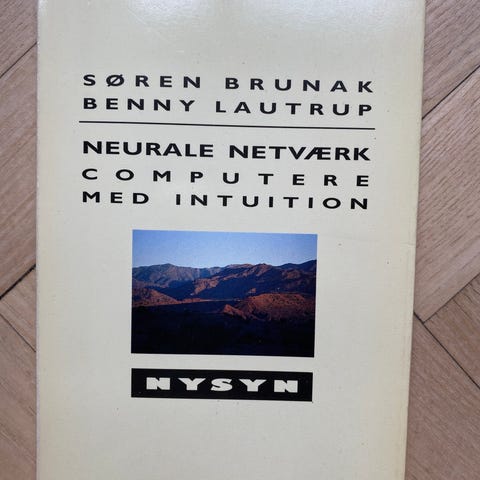 SØREN BRUNAK
BENNY LAUTRUP
NEURALE NETVÆRK
COMPUTERE
MED INTUITION
NYSYN